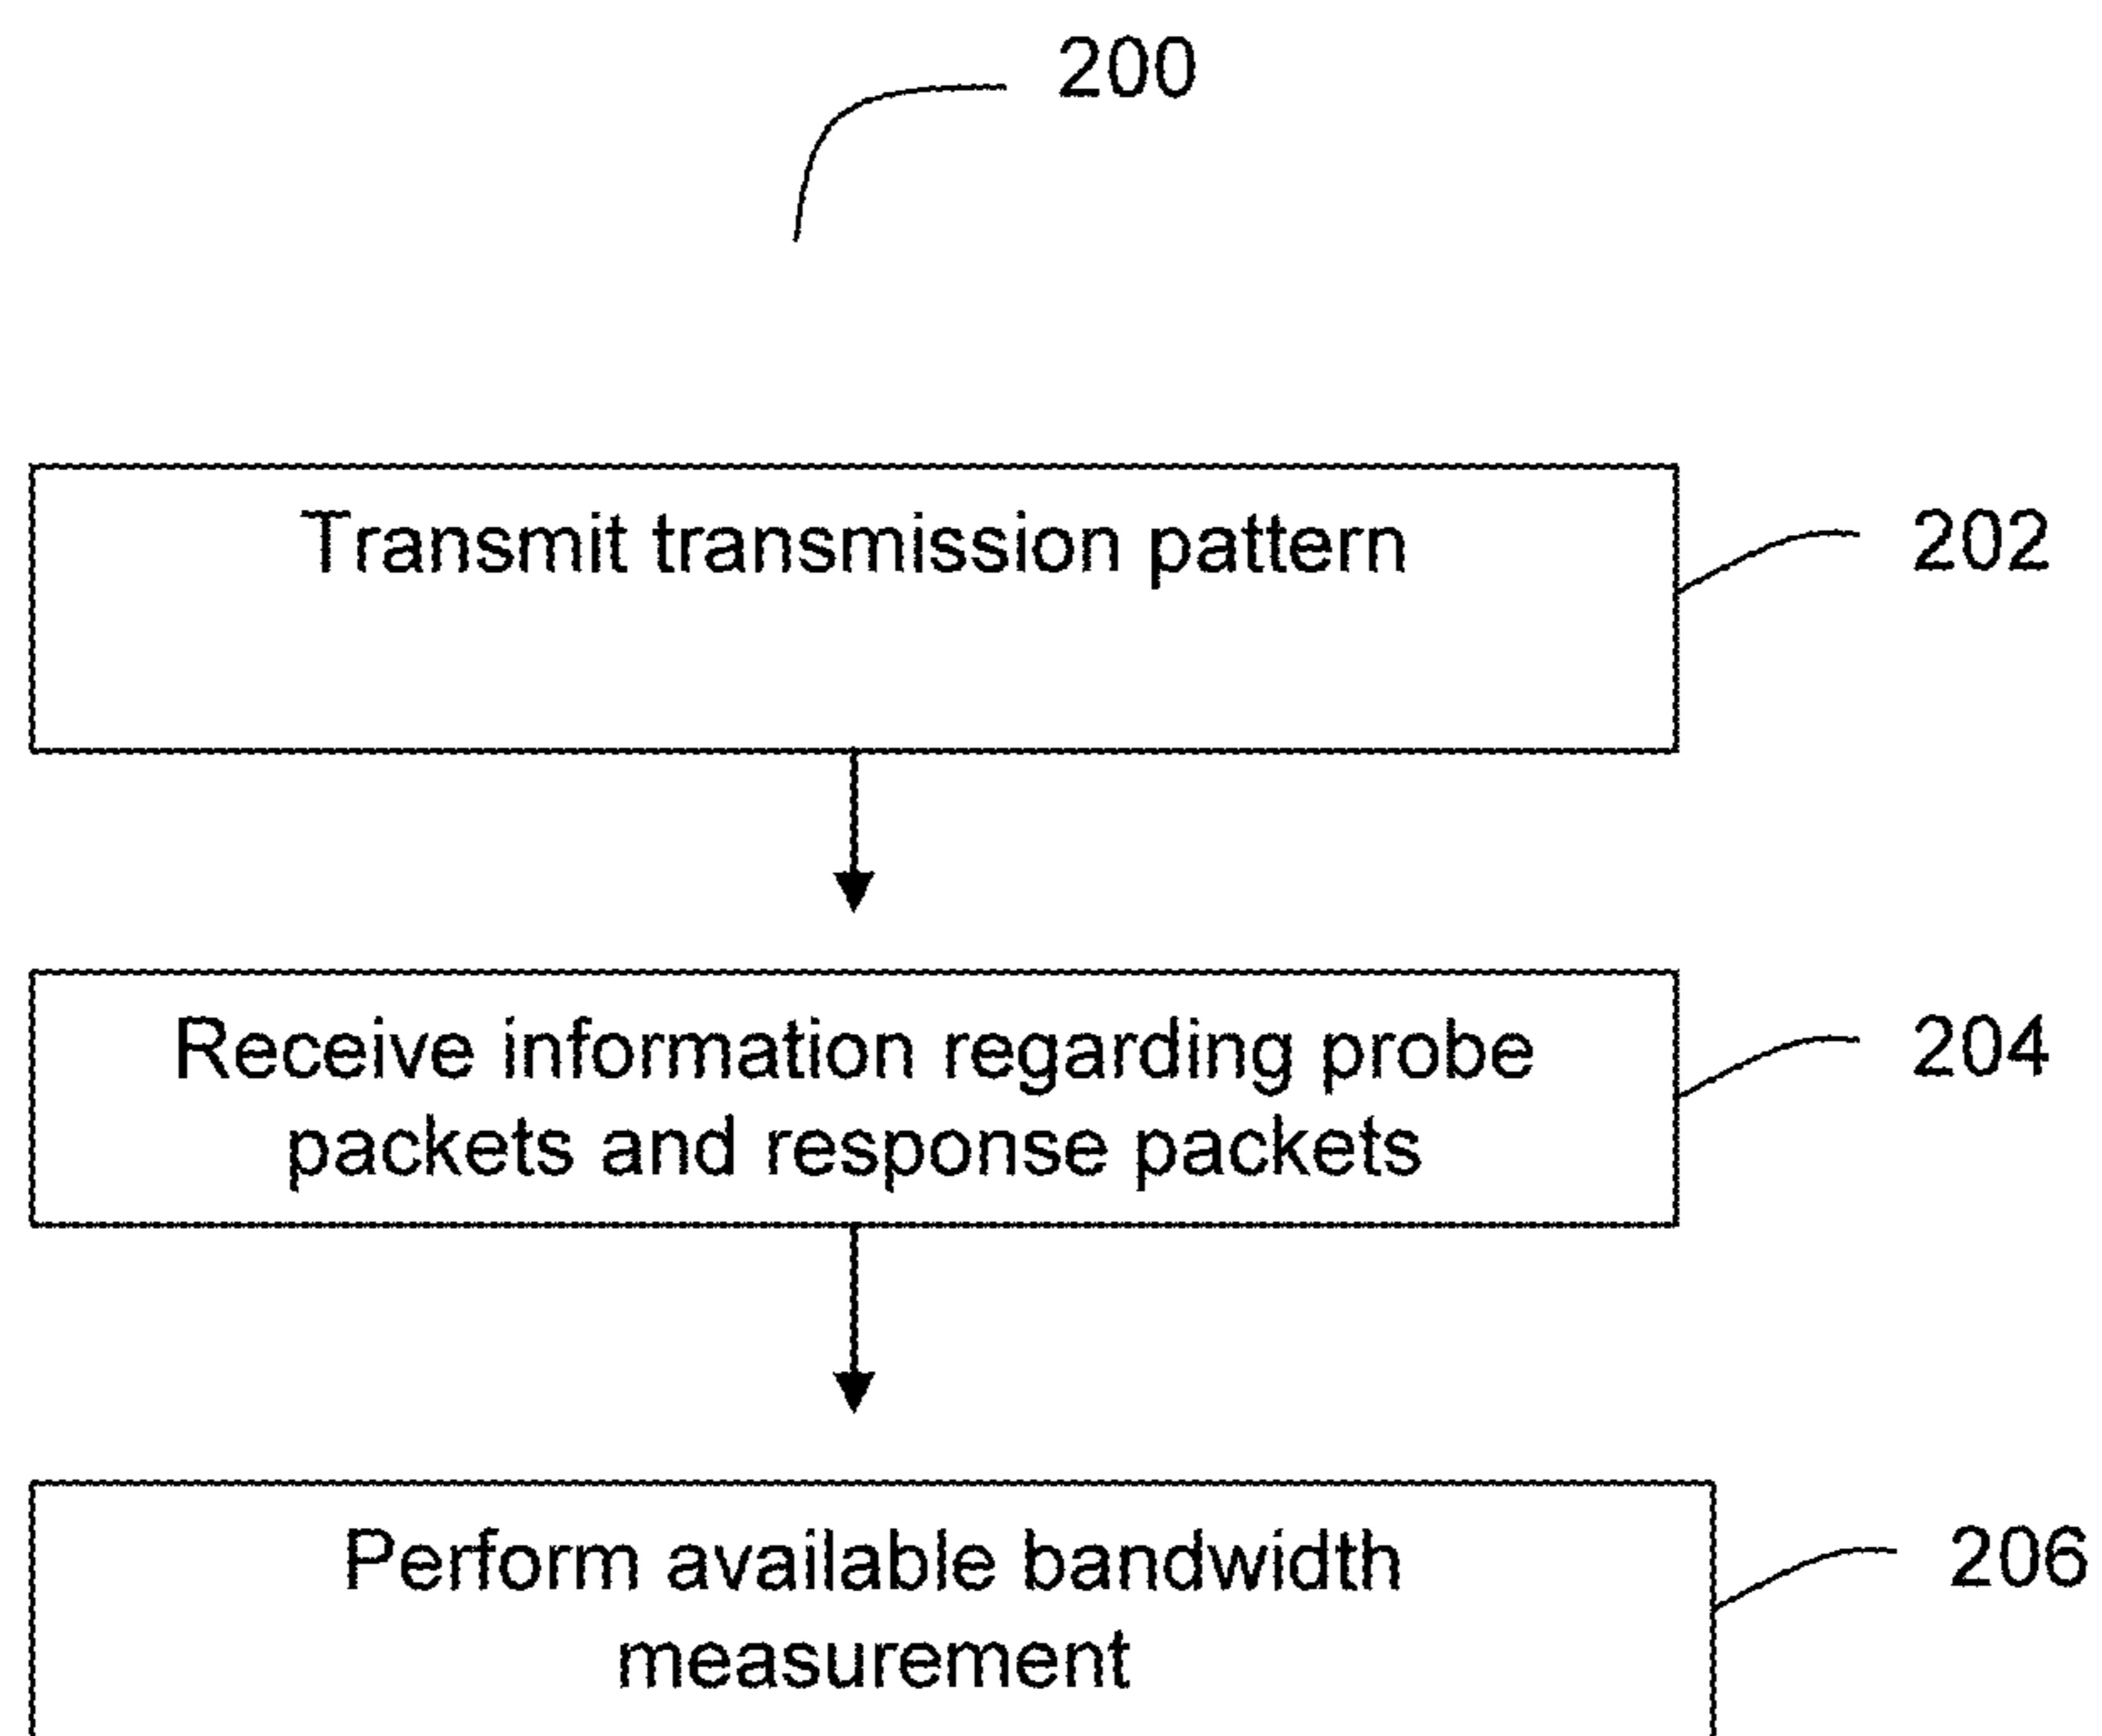 200
Transmit transmission pattern
202
Receive information regarding probe
packets and response packets
204
Perform available bandwidth
measurement
206